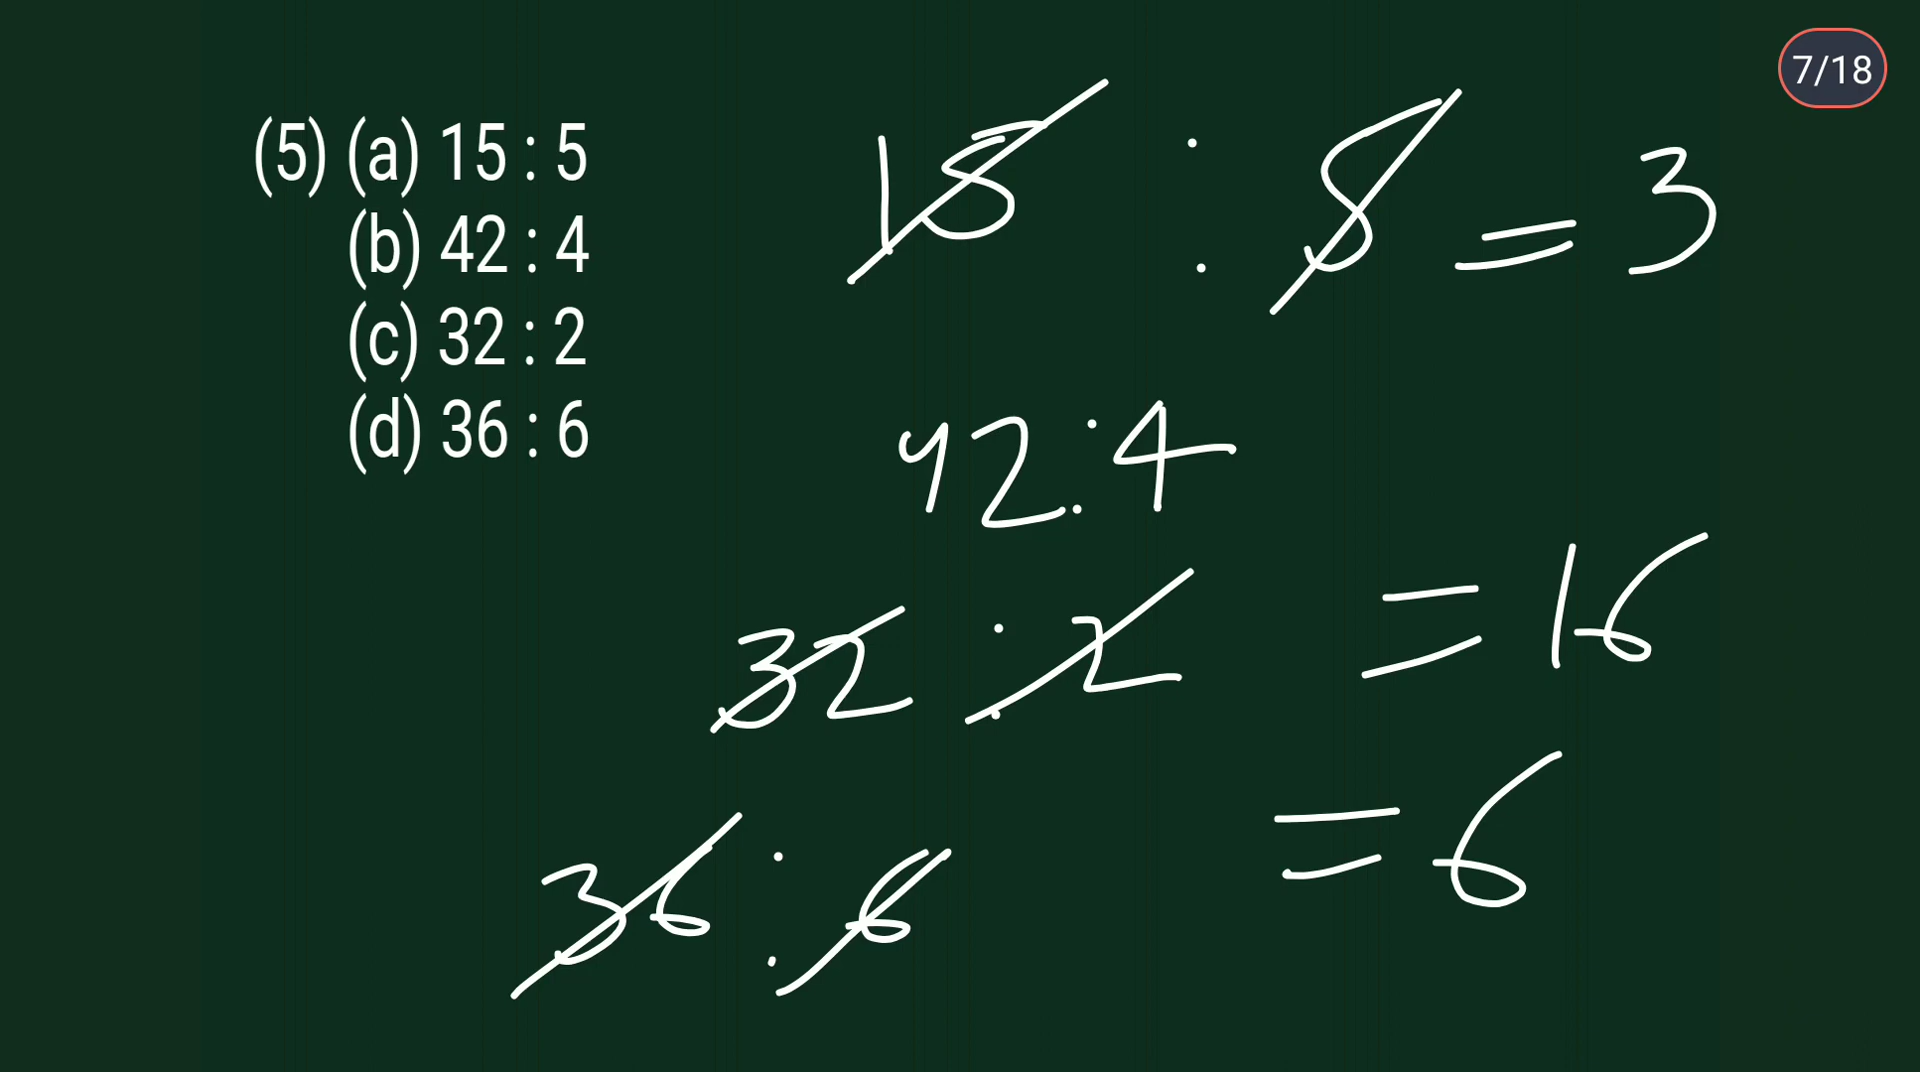 7/18
(5) (a) 15 : 5
(b) 42 : 4
(c) 32 : 2
(d) 36 : 6
15 : 5 = 3
42 : 4
32 : 2 = 16
36 : 6 = 6